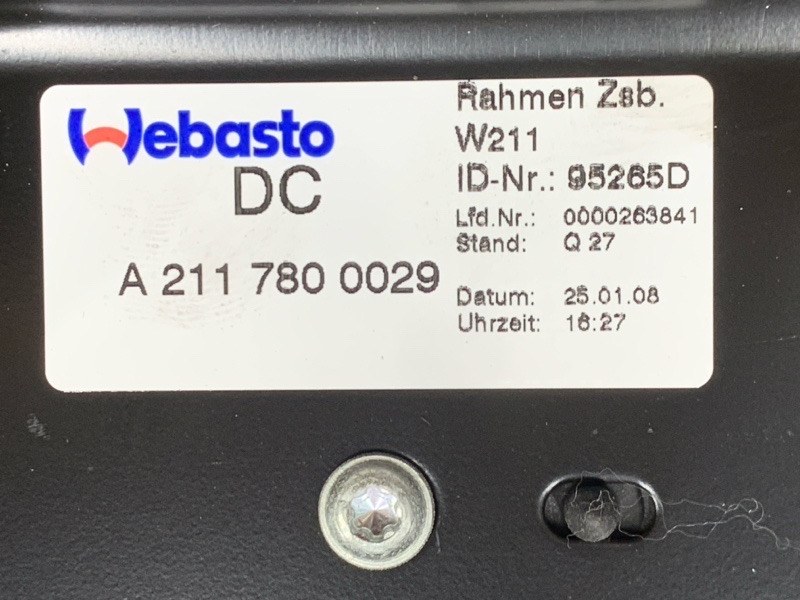 Webasto
DC
A 211 780 0029
Rahmen Zsb.
W211
ID-Nr.: 95265D
Lfd.Nr.: 0000263841
Stand: Q 27
Datum: 25.01.08
Uhrzeit: 16:27